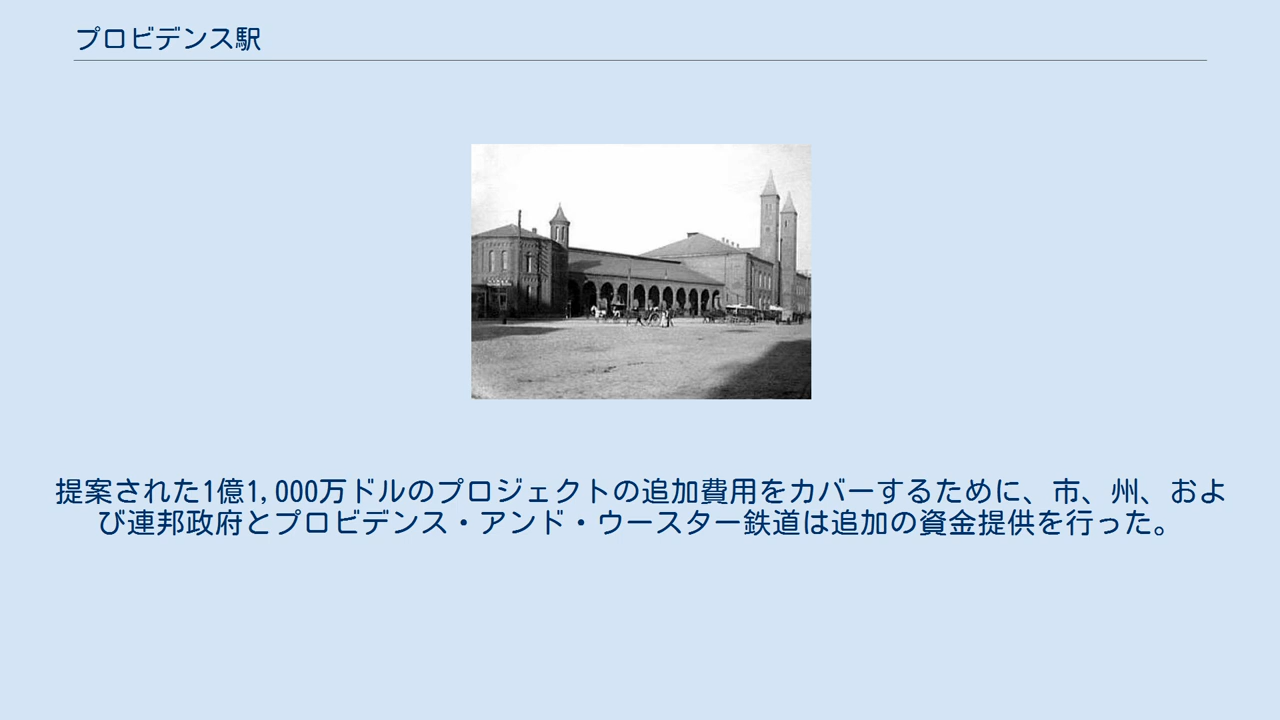 プロビデンス駅
提案された1億1,000万ドルのプロジェクトの追加費用をカバーするために、市、州、およ
び連邦政府とプロビデンス・アンド・ウースター鉄道は追加の資金提供を行った。